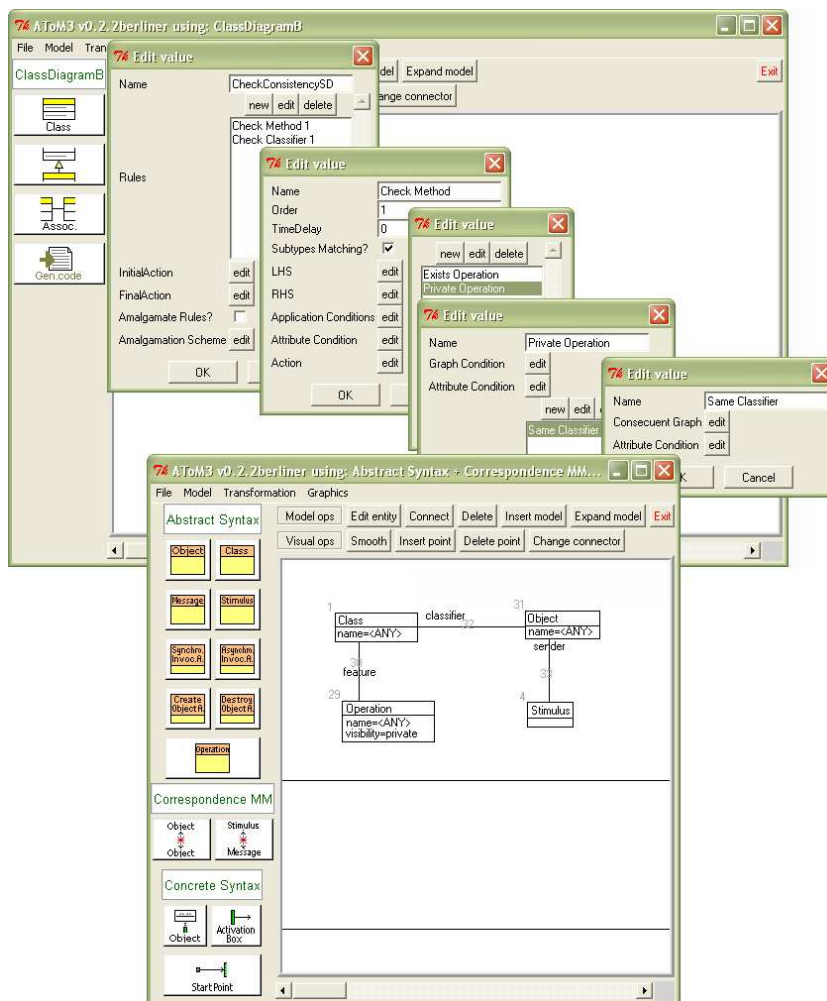 AToM3 v0.2.2berliner using: ClassDiagramB
File Model Tran
del Expand model Exit
ange connector
ClassDiagramB
Class
Assoc.
Gen.code
Edit value
Name CheckConsistencySD
new edit delete
Check Method 1
Check Classifier 1
Rules
InitialAction edit
FinalAction edit
Amalgamate Rules?
Amalgamation Scheme edit
OK
Edit value
Name Check Method
Order 1
TimeDelay 0
Subtypes Matching?
LHS edit
RHS edit
Application Conditions edit
Attribute Condition edit
Action edit
OK
Edit value
new edit delete
Exists Operation
Private Operation
Edit value
Name Private Operation
Graph Condition edit
Attribute Condition edit
new edit
Same Classifier
Edit value
Name Same Classifier
Consecuent Graph edit
Attribute Condition edit
K Cancel
AToM3 v0.2.2berliner using: Abstract Syntax + Correspondence MM...
File Model Transformation Graphics
Model ops Edit entity Connect Delete Insert model Expand model Exit
Visual ops Smooth Insert point Delete point Change connector
Abstract Syntax
Object Class
Message Stimulus
Synchro. Asynchro.
Invoc.A. Invoc.A.
Create Destroy
ObjectA. ObjectA.
Operation
Correspondence MM
Object Stimulus
Object Message
Concrete Syntax
Object Activation
Box
StartPoint
1
Class
name=<ANY>
classifier
32
31
Object
name=<ANY>
sender
30
feature
33
29
Operation
name=<ANY>
visibility=private
4
Stimulus